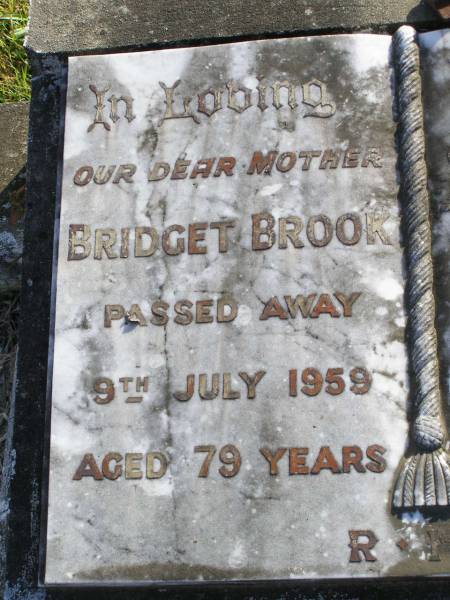 In Loving
OUR DEAR MOTHER
BRIDGET BROOK
PASSED AWAY
9TH JULY 1959
AGED 79 YEARS
R.